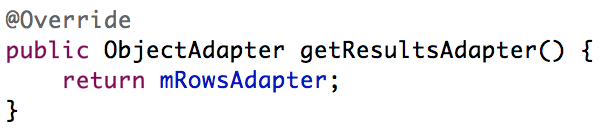 @Override
public ObjectAdapter getResultsAdapter() {
    return mRowsAdapter;
}